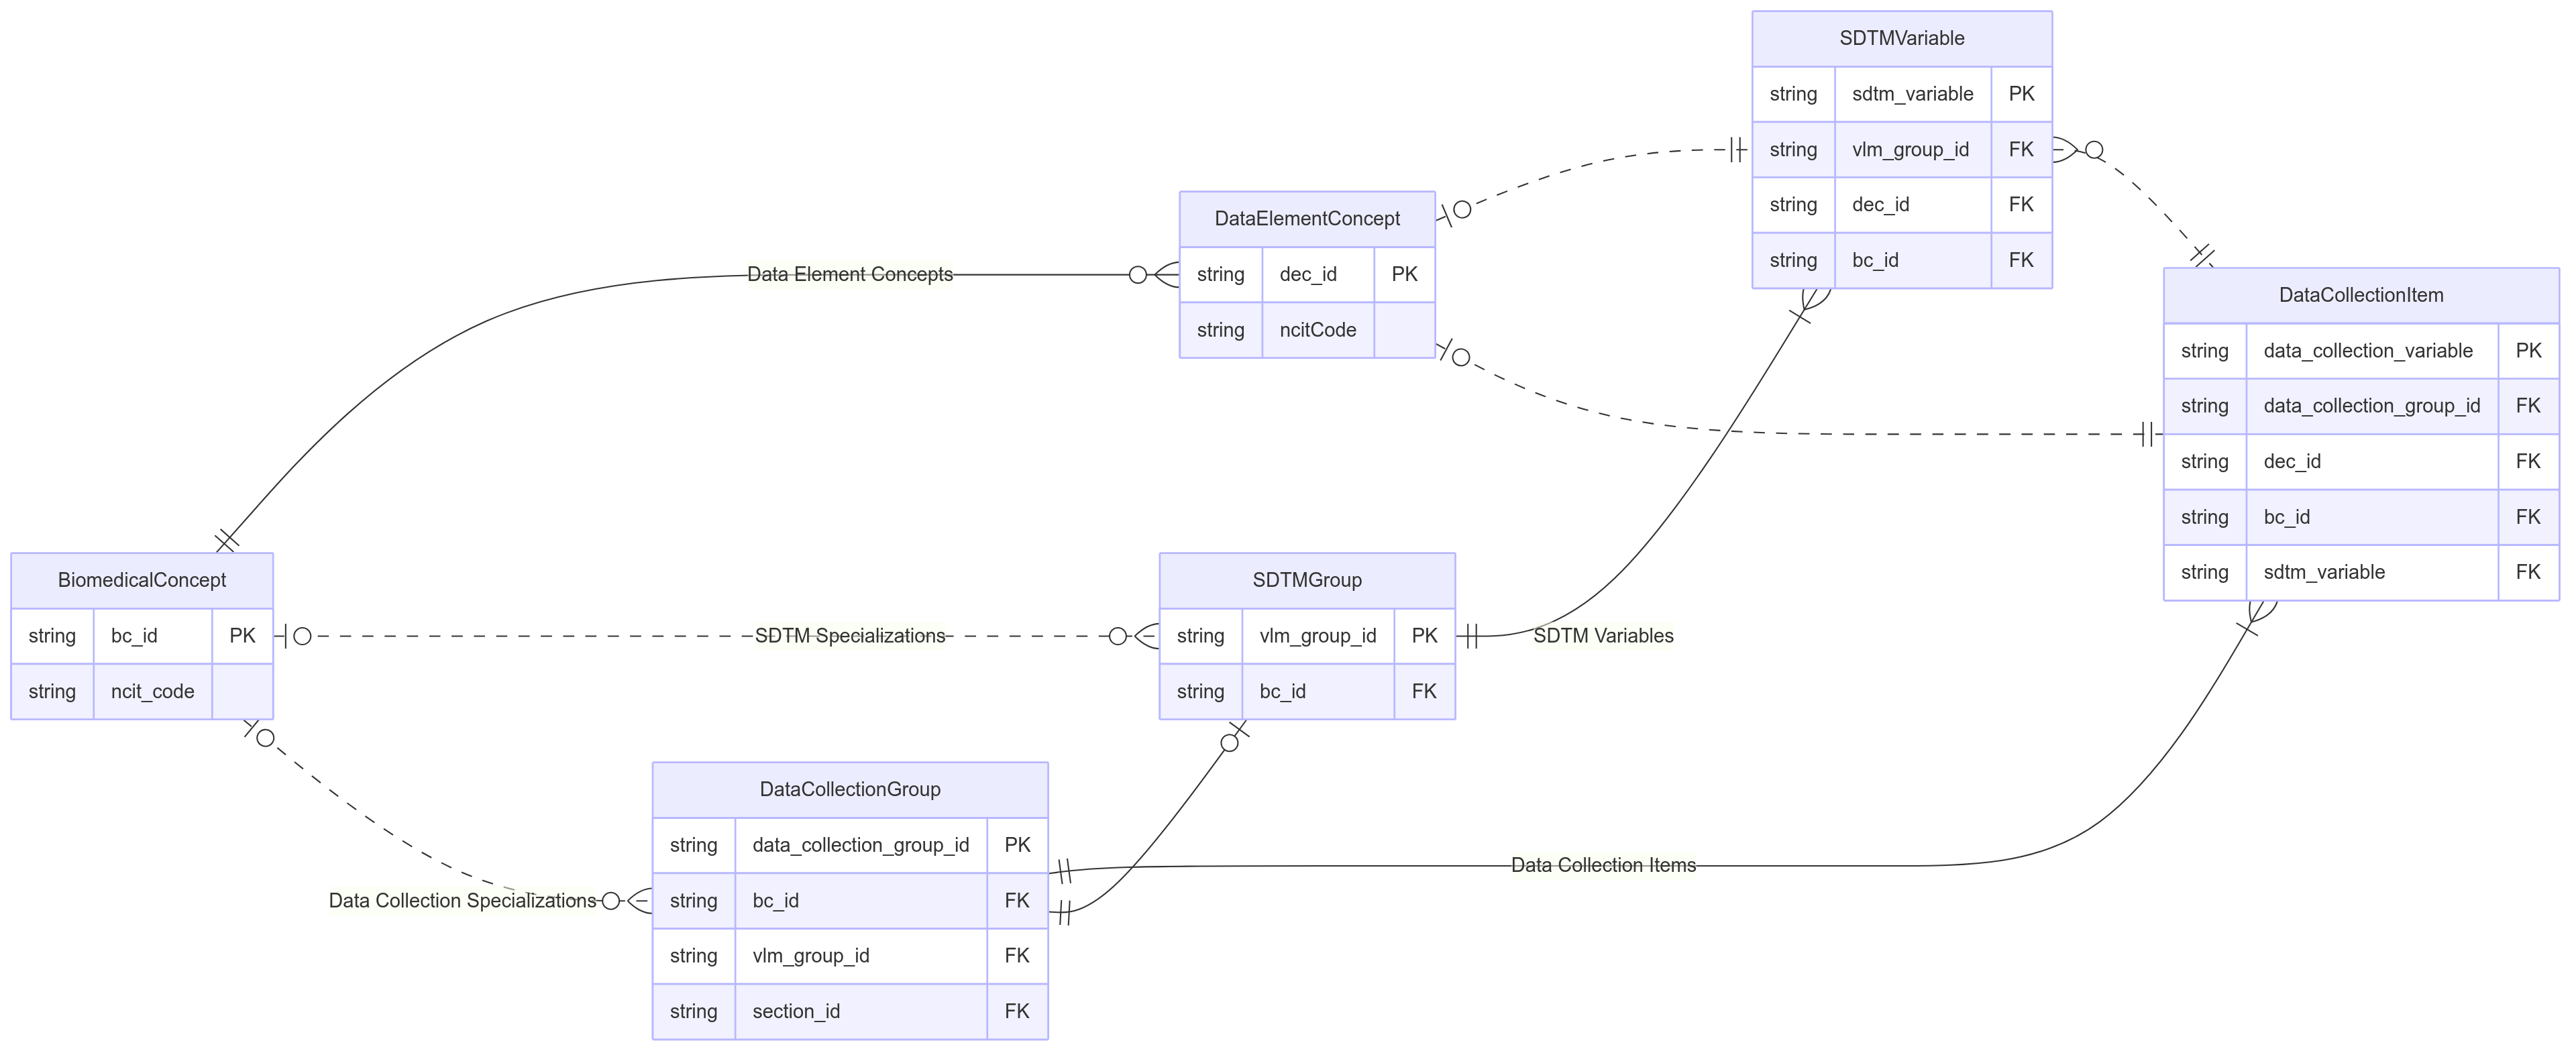 SDTMVariable
string sdtm_variable PK
string vlm_group_id FK
string dec_id FK
string bc_id FK
DataElementConcept
string dec_id PK
string ncitCode
Data Element Concepts
DataCollectionItem
string data_collection_variable PK
string data_collection_group_id FK
string dec_id FK
string bc_id FK
string sdtm_variable FK
BiomedicalConcept
string bc_id PK
string ncit_code
SDTM Specializations
SDTMGroup
string vlm_group_id PK
string bc_id FK
SDTM Variables
DataCollectionGroup
string data_collection_group_id PK
string bc_id FK
string vlm_group_id FK
string section_id FK
Data Collection Specializations
Data Collection Items